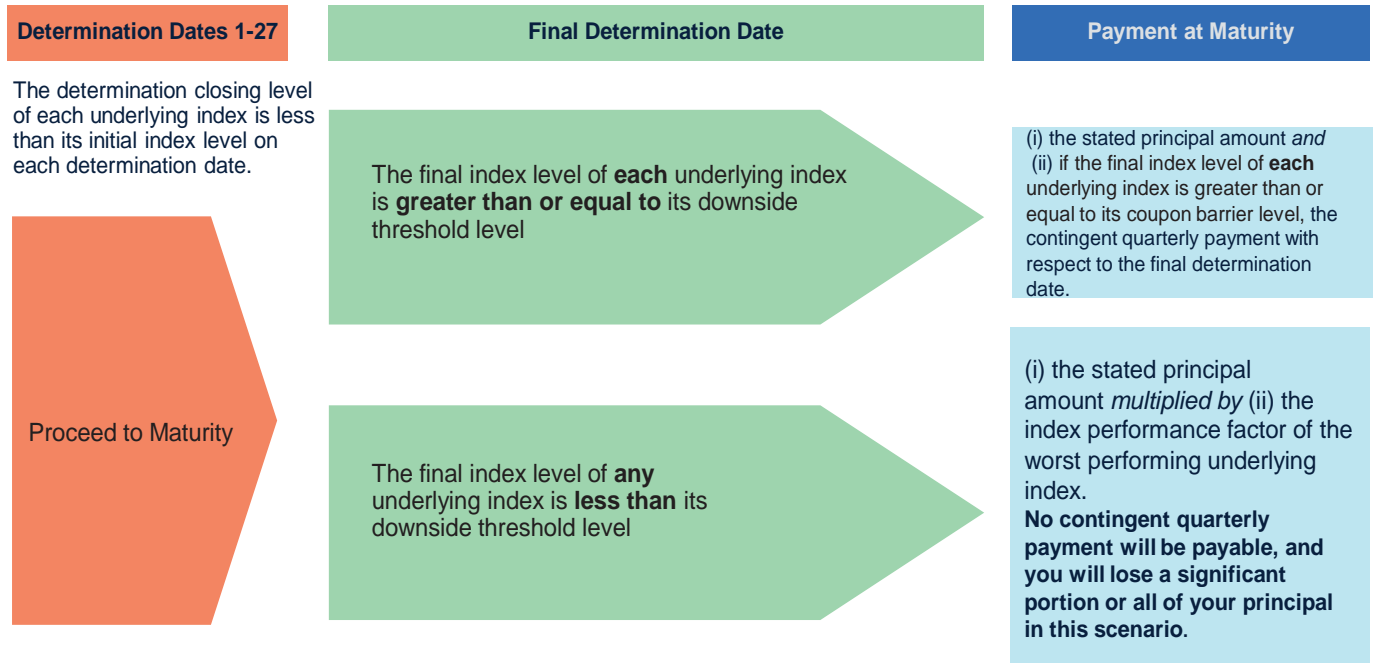 Determination Dates 1-27
Final Determination Date
Payment at Maturity
The determination closing level
of each underlying index is less
than its initial index level on
each determination date.
Proceed to Maturity
The final index level of each underlying index
is greater than or equal to its downside
threshold level
(i) the stated principal amount and
(ii) if the final index level of each
underlying index is greater than or
equal to its coupon barrier level, the
contingent quarterly payment with
respect to the final determination
date.
The final index level of any
underlying index is less than its
downside threshold level
(i) the stated principal
amount multiplied by (ii) the
index performance factor of the
worst performing underlying
index.
No contingent quarterly
payment will be payable, and
you will lose a significant
portion or all of your principal
in this scenario.